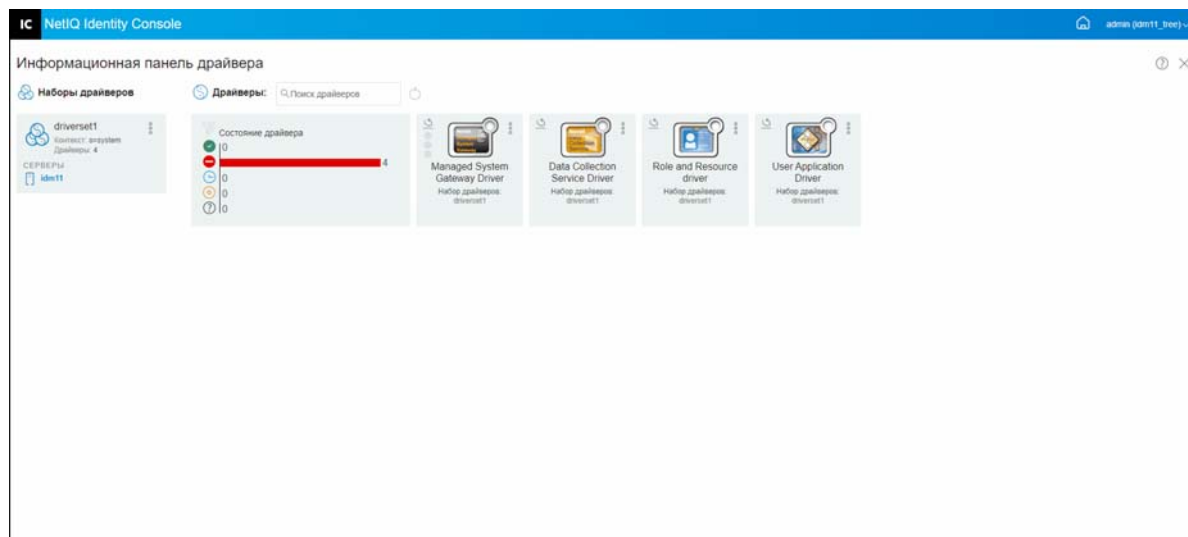 IC NetIQ Identity Console
admin (idm11_tree)
Информационная панель драйвера
Наборы драйверов
Драйверы:
Поиск драйверов
driverset1
Контекст: o=system
Драйверы: 4
СЕРВЕРЫ
idm11
Состояние драйвера
0
4
0
0
0
Managed System
Gateway Driver
Набор драйверов:
driverset1
Data Collection
Service Driver
Набор драйверов:
driverset1
Role and Resource
driver
Набор драйверов:
driverset1
User Application
Driver
Набор драйверов:
driverset1